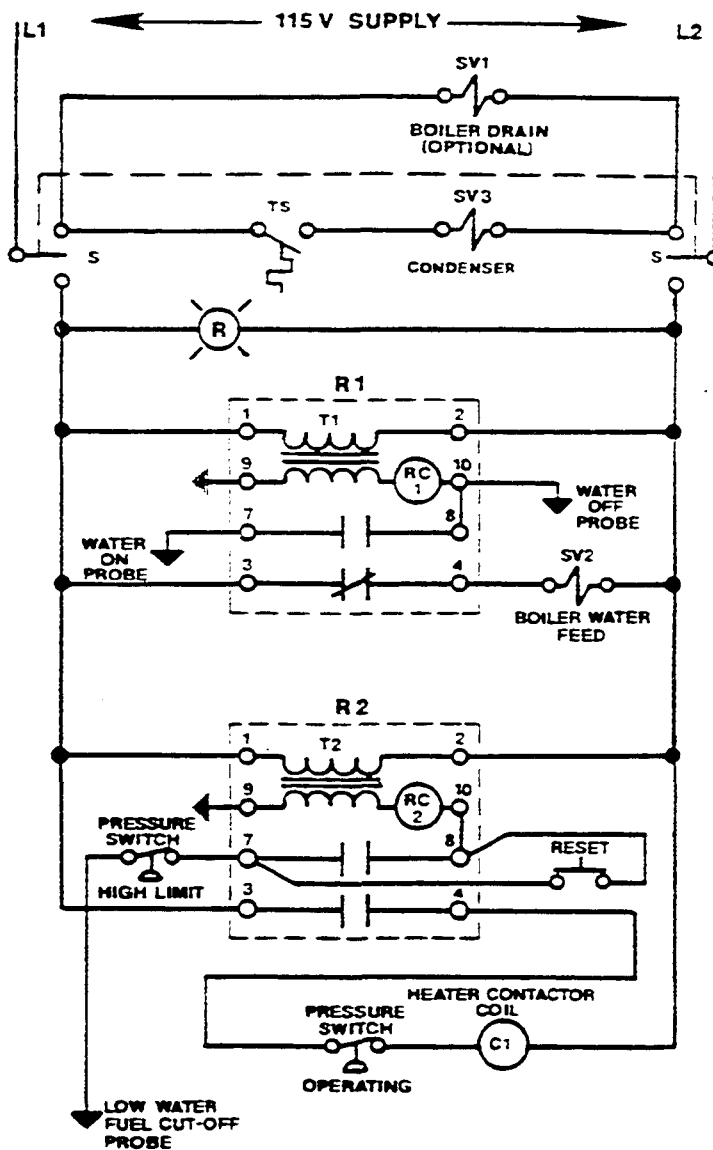 L1
115 V SUPPLY
L2
SV1
BOILER DRAIN
(OPTIONAL)
TS
SV3
S
CONDENSER
S
R
R1
1
T1
2
9
RC
1
10
WATER
OFF
PROBE
7
8
WATER
ON
PROBE
3
4
SV2
BOILER WATER
FEED
R2
1
T2
2
9
RC
2
10
PRESSURE
SWITCH
7
8
RESET
HIGH LIMIT
3
4
HEATER CONTACTOR
COIL
PRESSURE
SWITCH
C1
OPERATING
LOW WATER
FUEL CUT-OFF
PROBE